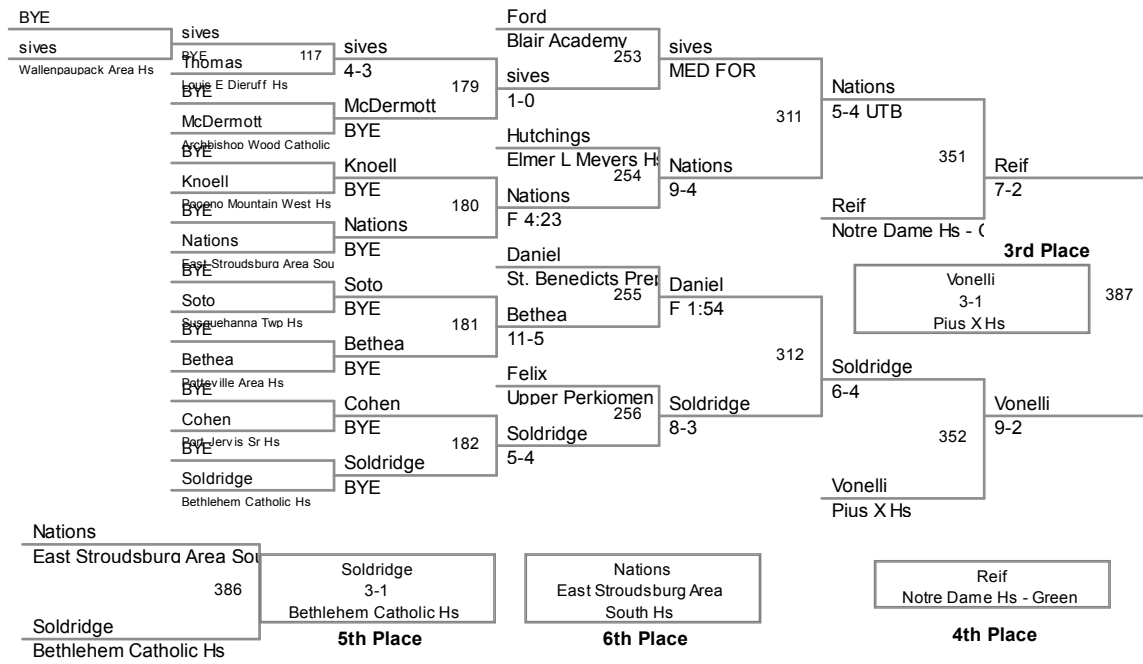 BYE
sives
Wallenpaupack Area Hs
sives
BYE
117
Thomas
Louis E Dieruff Hs
BYE
McDermott
Archbishop Wood Catholic
BYE
Knoell
Pocono Mountain West Hs
BYE
Nations
East Stroudsburg Area Sou
BYE
Soto
Susquehanna Twp Hs
BYE
Bethea
Pottsville Area Hs
BYE
Cohen
Port Jervis Sr Hs
BYE
Soldridge
Bethlehem Catholic Hs
sives
4-3
179
McDermott
BYE
Knoell
BYE
180
Nations
BYE
Soto
BYE
181
Bethea
BYE
Cohen
BYE
182
Soldridge
BYE
Ford
Blair Academy
253
sives
1-0
Hutchings
Elmer L Meyers Hs
254
Nations
F 4:23
Daniel
St. Benedicts Prep
255
Bethea
11-5
Felix
Upper Perkiomen
256
Soldridge
5-4
sives
MED FOR
311
Nations
9-4
Daniel
F 1:54
312
Soldridge
8-3
Nations
5-4 UTB
351
Reif
Notre Dame Hs - G
Soldridge
6-4
352
Vonelli
Pius X Hs
Reif
7-2
3rd Place
Vonelli
3-1
Pius X Hs
387
Vonelli
9-2
Nations
East Stroudsburg Area Sou
386
Soldridge
Bethlehem Catholic Hs
Soldridge
3-1
Bethlehem Catholic Hs
5th Place
Nations
East Stroudsburg Area
South Hs
6th Place
Reif
Notre Dame Hs - Green
4th Place